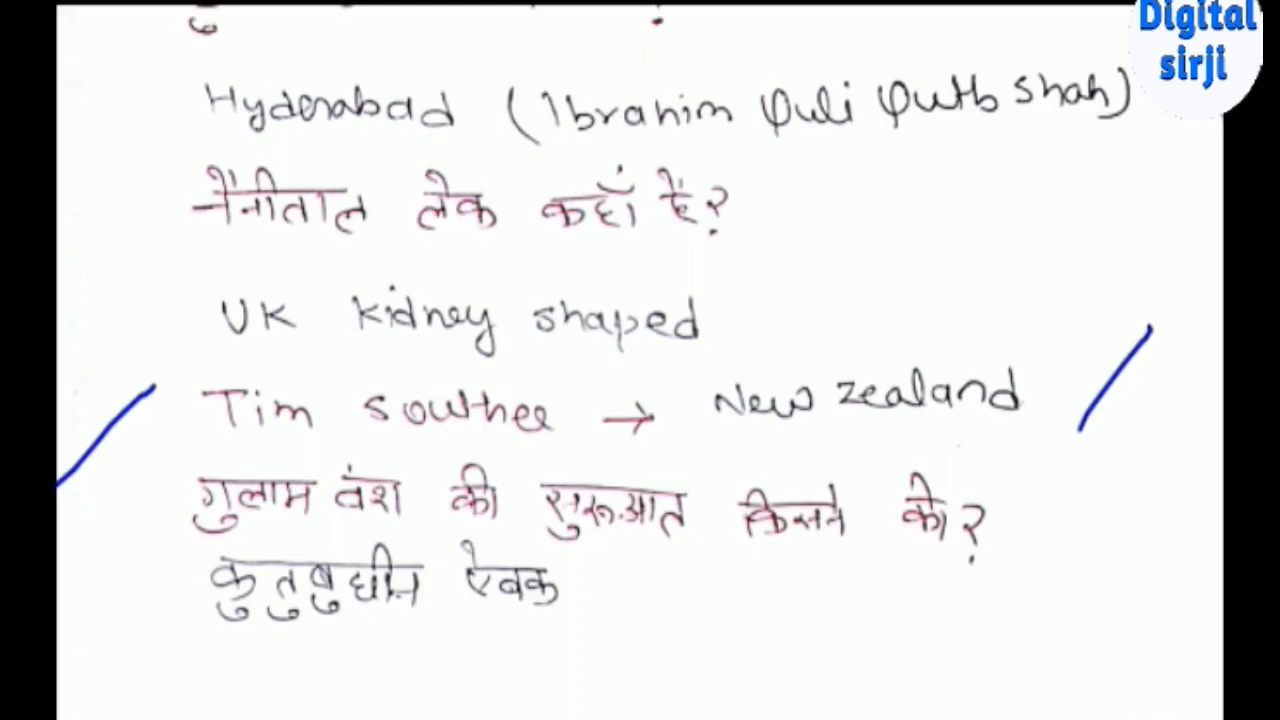 Digital
sirji
Hyderabad (Ibrahim Quli Qutb Shah)
नैनीताल लेक कहाँ है?
UK kidney shaped
Tim Southee → New zealand
गुलाम वंश की सुरूआत किसने की?
कुतुबुधीन ऐबक